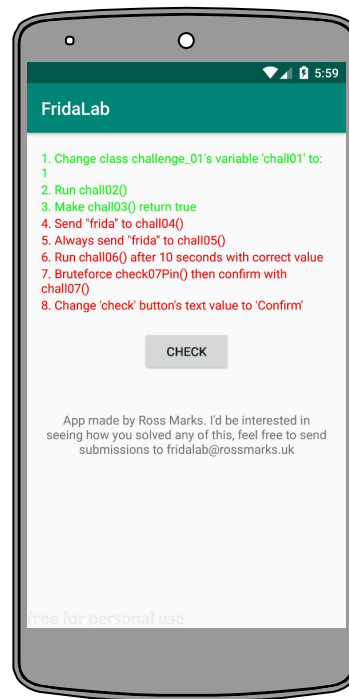 5:59
FridaLab
1. Change class challenge_01's variable 'chall01' to:
1
2. Run chall02()
3. Make chall03() return true
4. Send "frida" to chall04()
5. Always send "frida" to chall05()
6. Run chall06() after 10 seconds with correct value
7. Bruteforce check07Pin() then confirm with
chall07()
8. Change 'check' button's text value to 'Confirm'
CHECK
App made by Ross Marks. I'd be interested in
seeing how you solved any of this, feel free to send
submissions to fridalab@rossmarks.uk
free for personal use